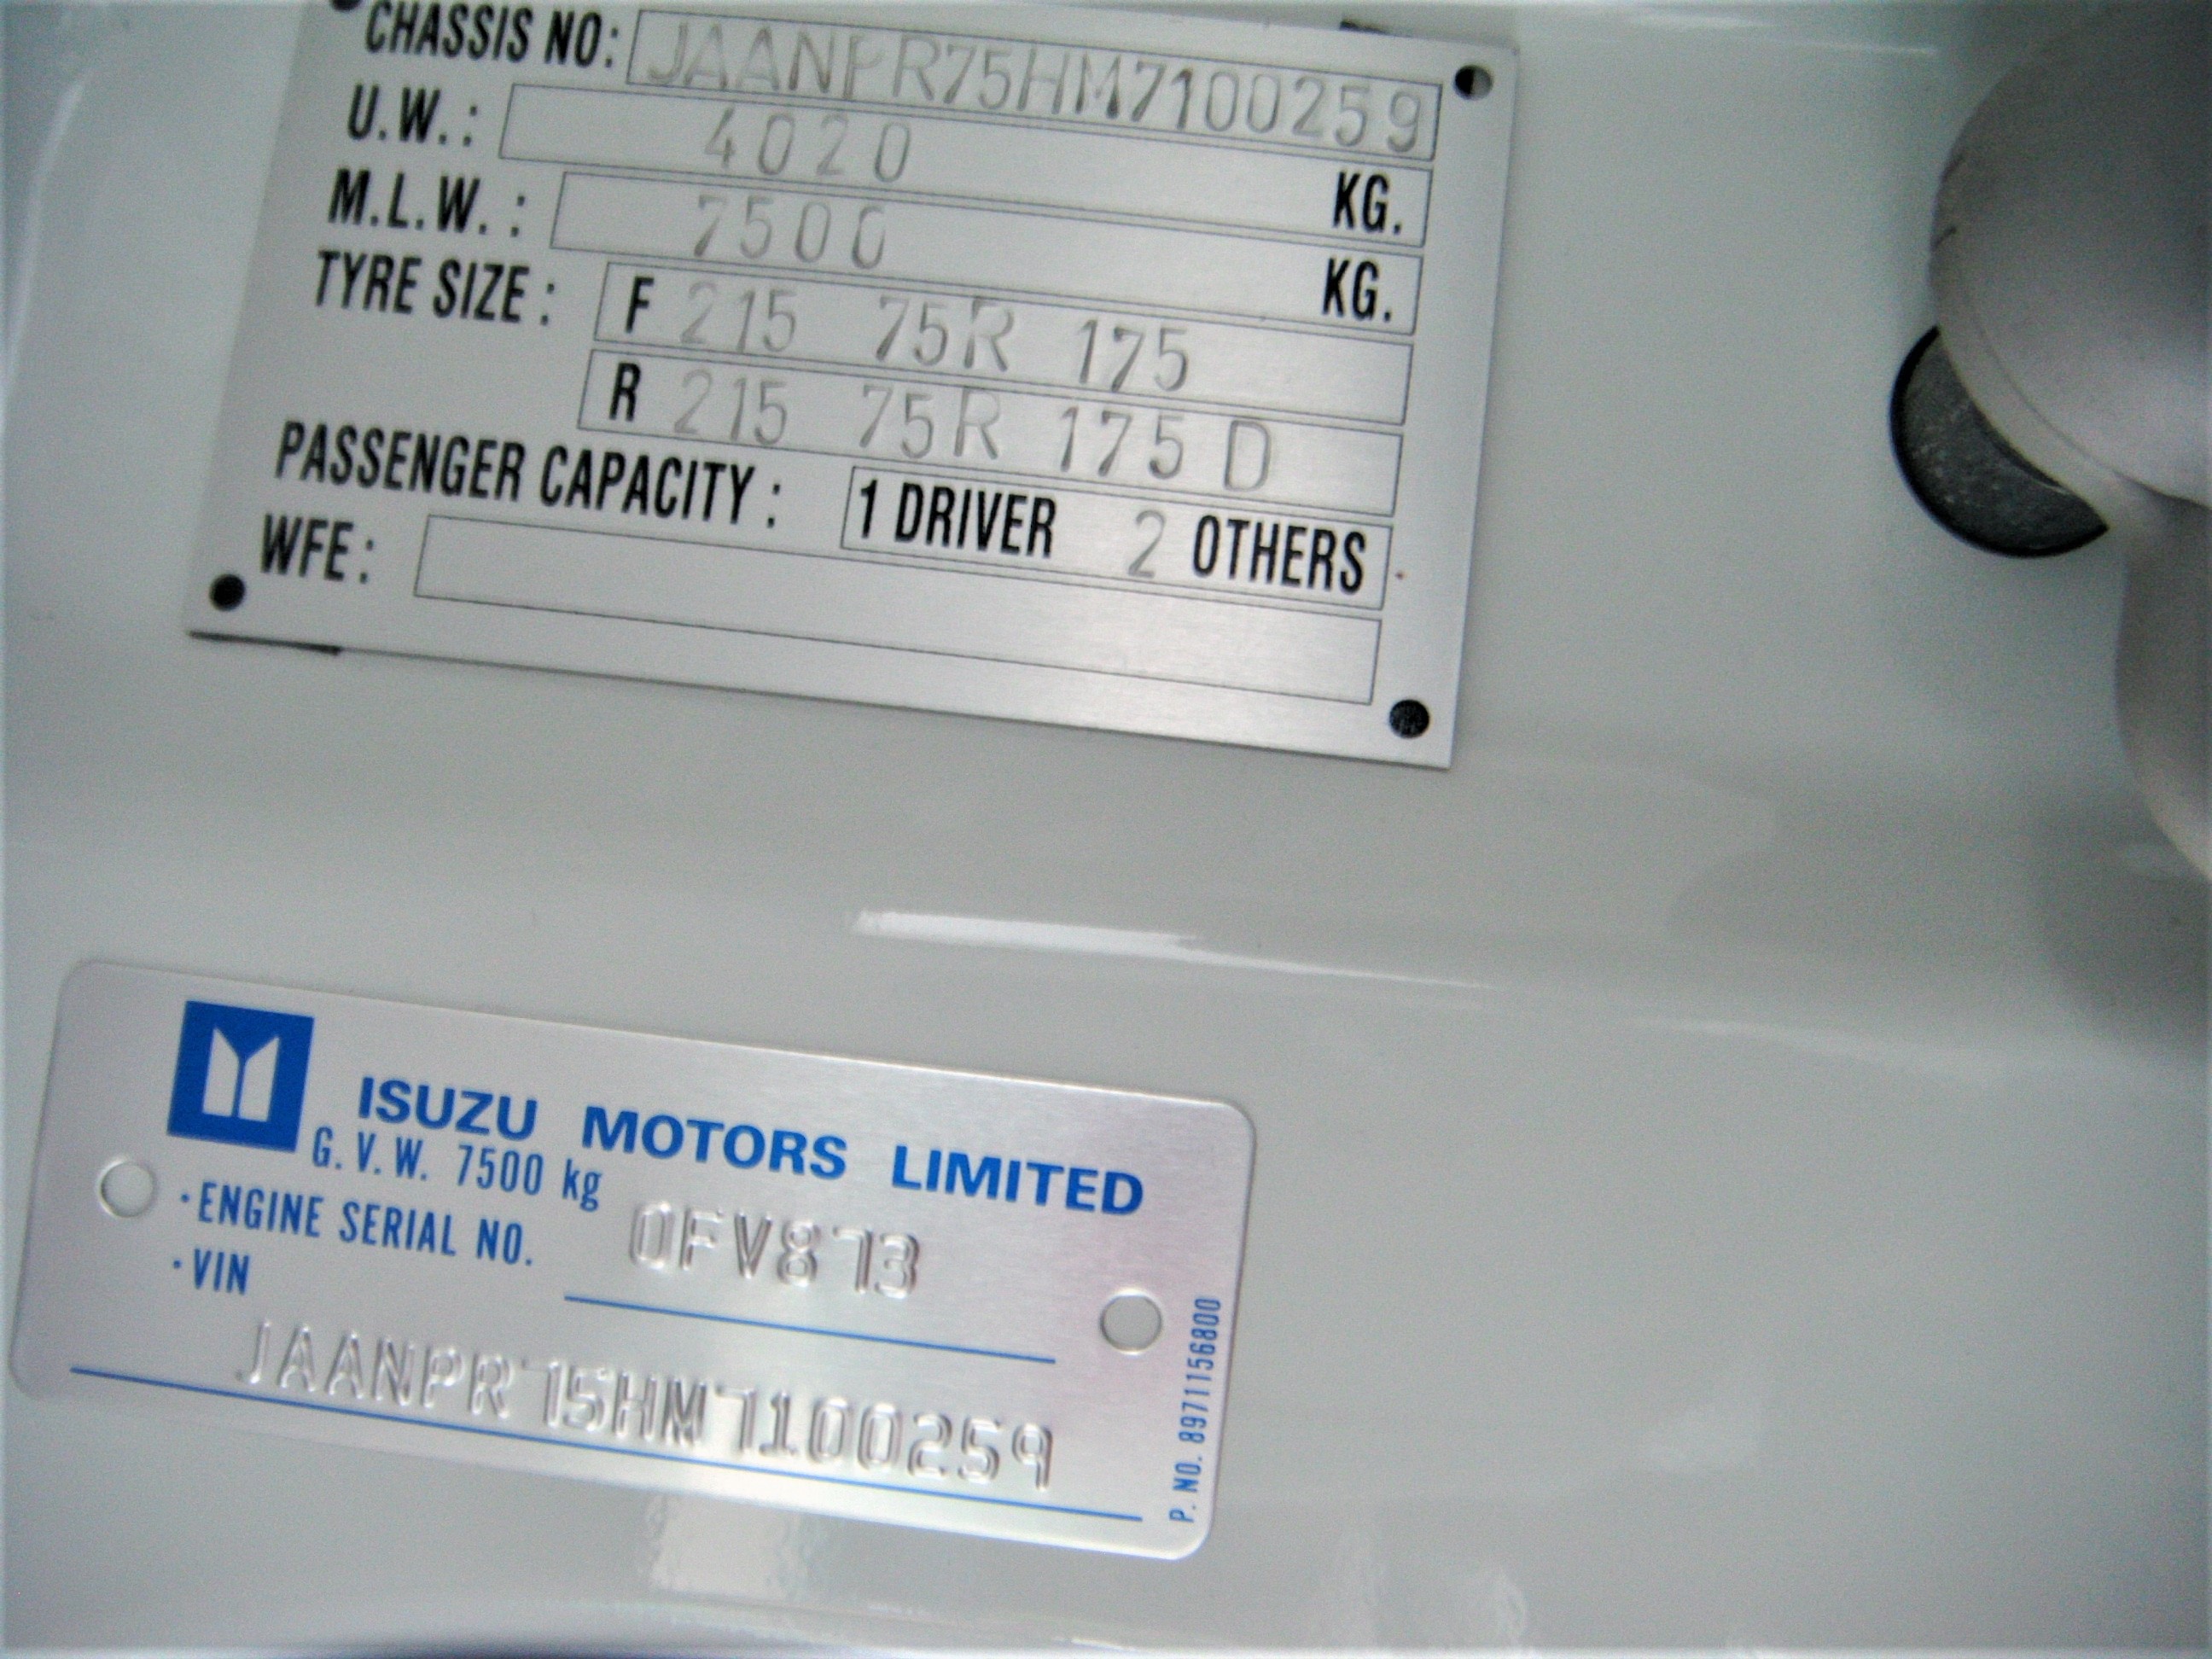 CHASSIS NO: JAANPR75HM7100259
U.W.: 4020 KG.
M.L.W.: 7500 KG.
TYRE SIZE: F 215 75R 175
R 215 75R 175 D
PASSENGER CAPACITY: 1 DRIVER 2 OTHERS
WFE:
ISUZU MOTORS LIMITED
G.V.W. 7500 kg
·ENGINE SERIAL NO. 0FV873
·VIN
JAANPR75HM7100259
P. NO. 8971156800